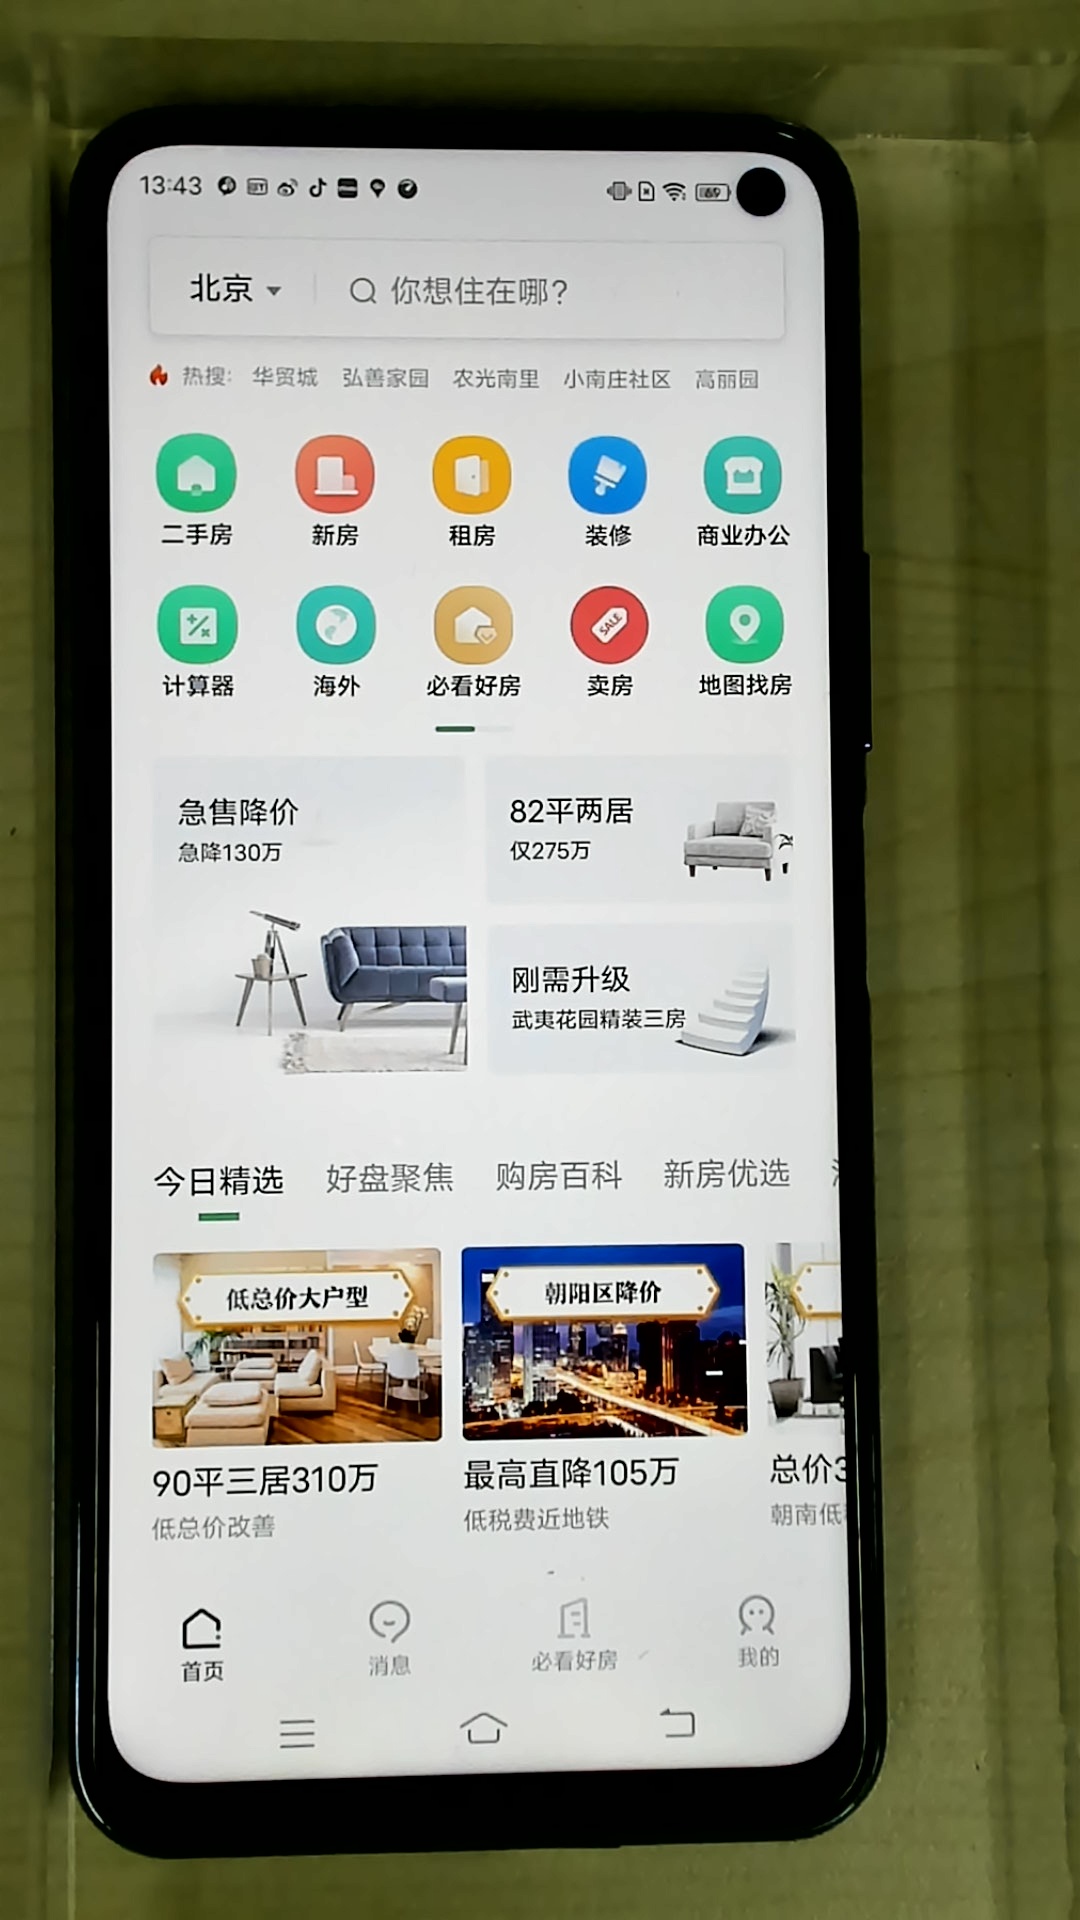 13:43
69
北京
你想住在哪？
热搜: 华贸城 弘善家园 农光南里 小南庄社区 高丽园
二手房 新房 租房 装修 商业办公
SALE
计算器 海外 必看好房 卖房 地图找房
急售降价
急降130万
82平两居
仅275万
刚需升级
武夷花园精装三房
今日精选 好盘聚焦 购房百科 新房优选
低总价大户型 朝阳区降价
90平三居310万 最高直降105万 总价3
低总价改善 低税费近地铁 朝南低
首页 消息 必看好房 我的